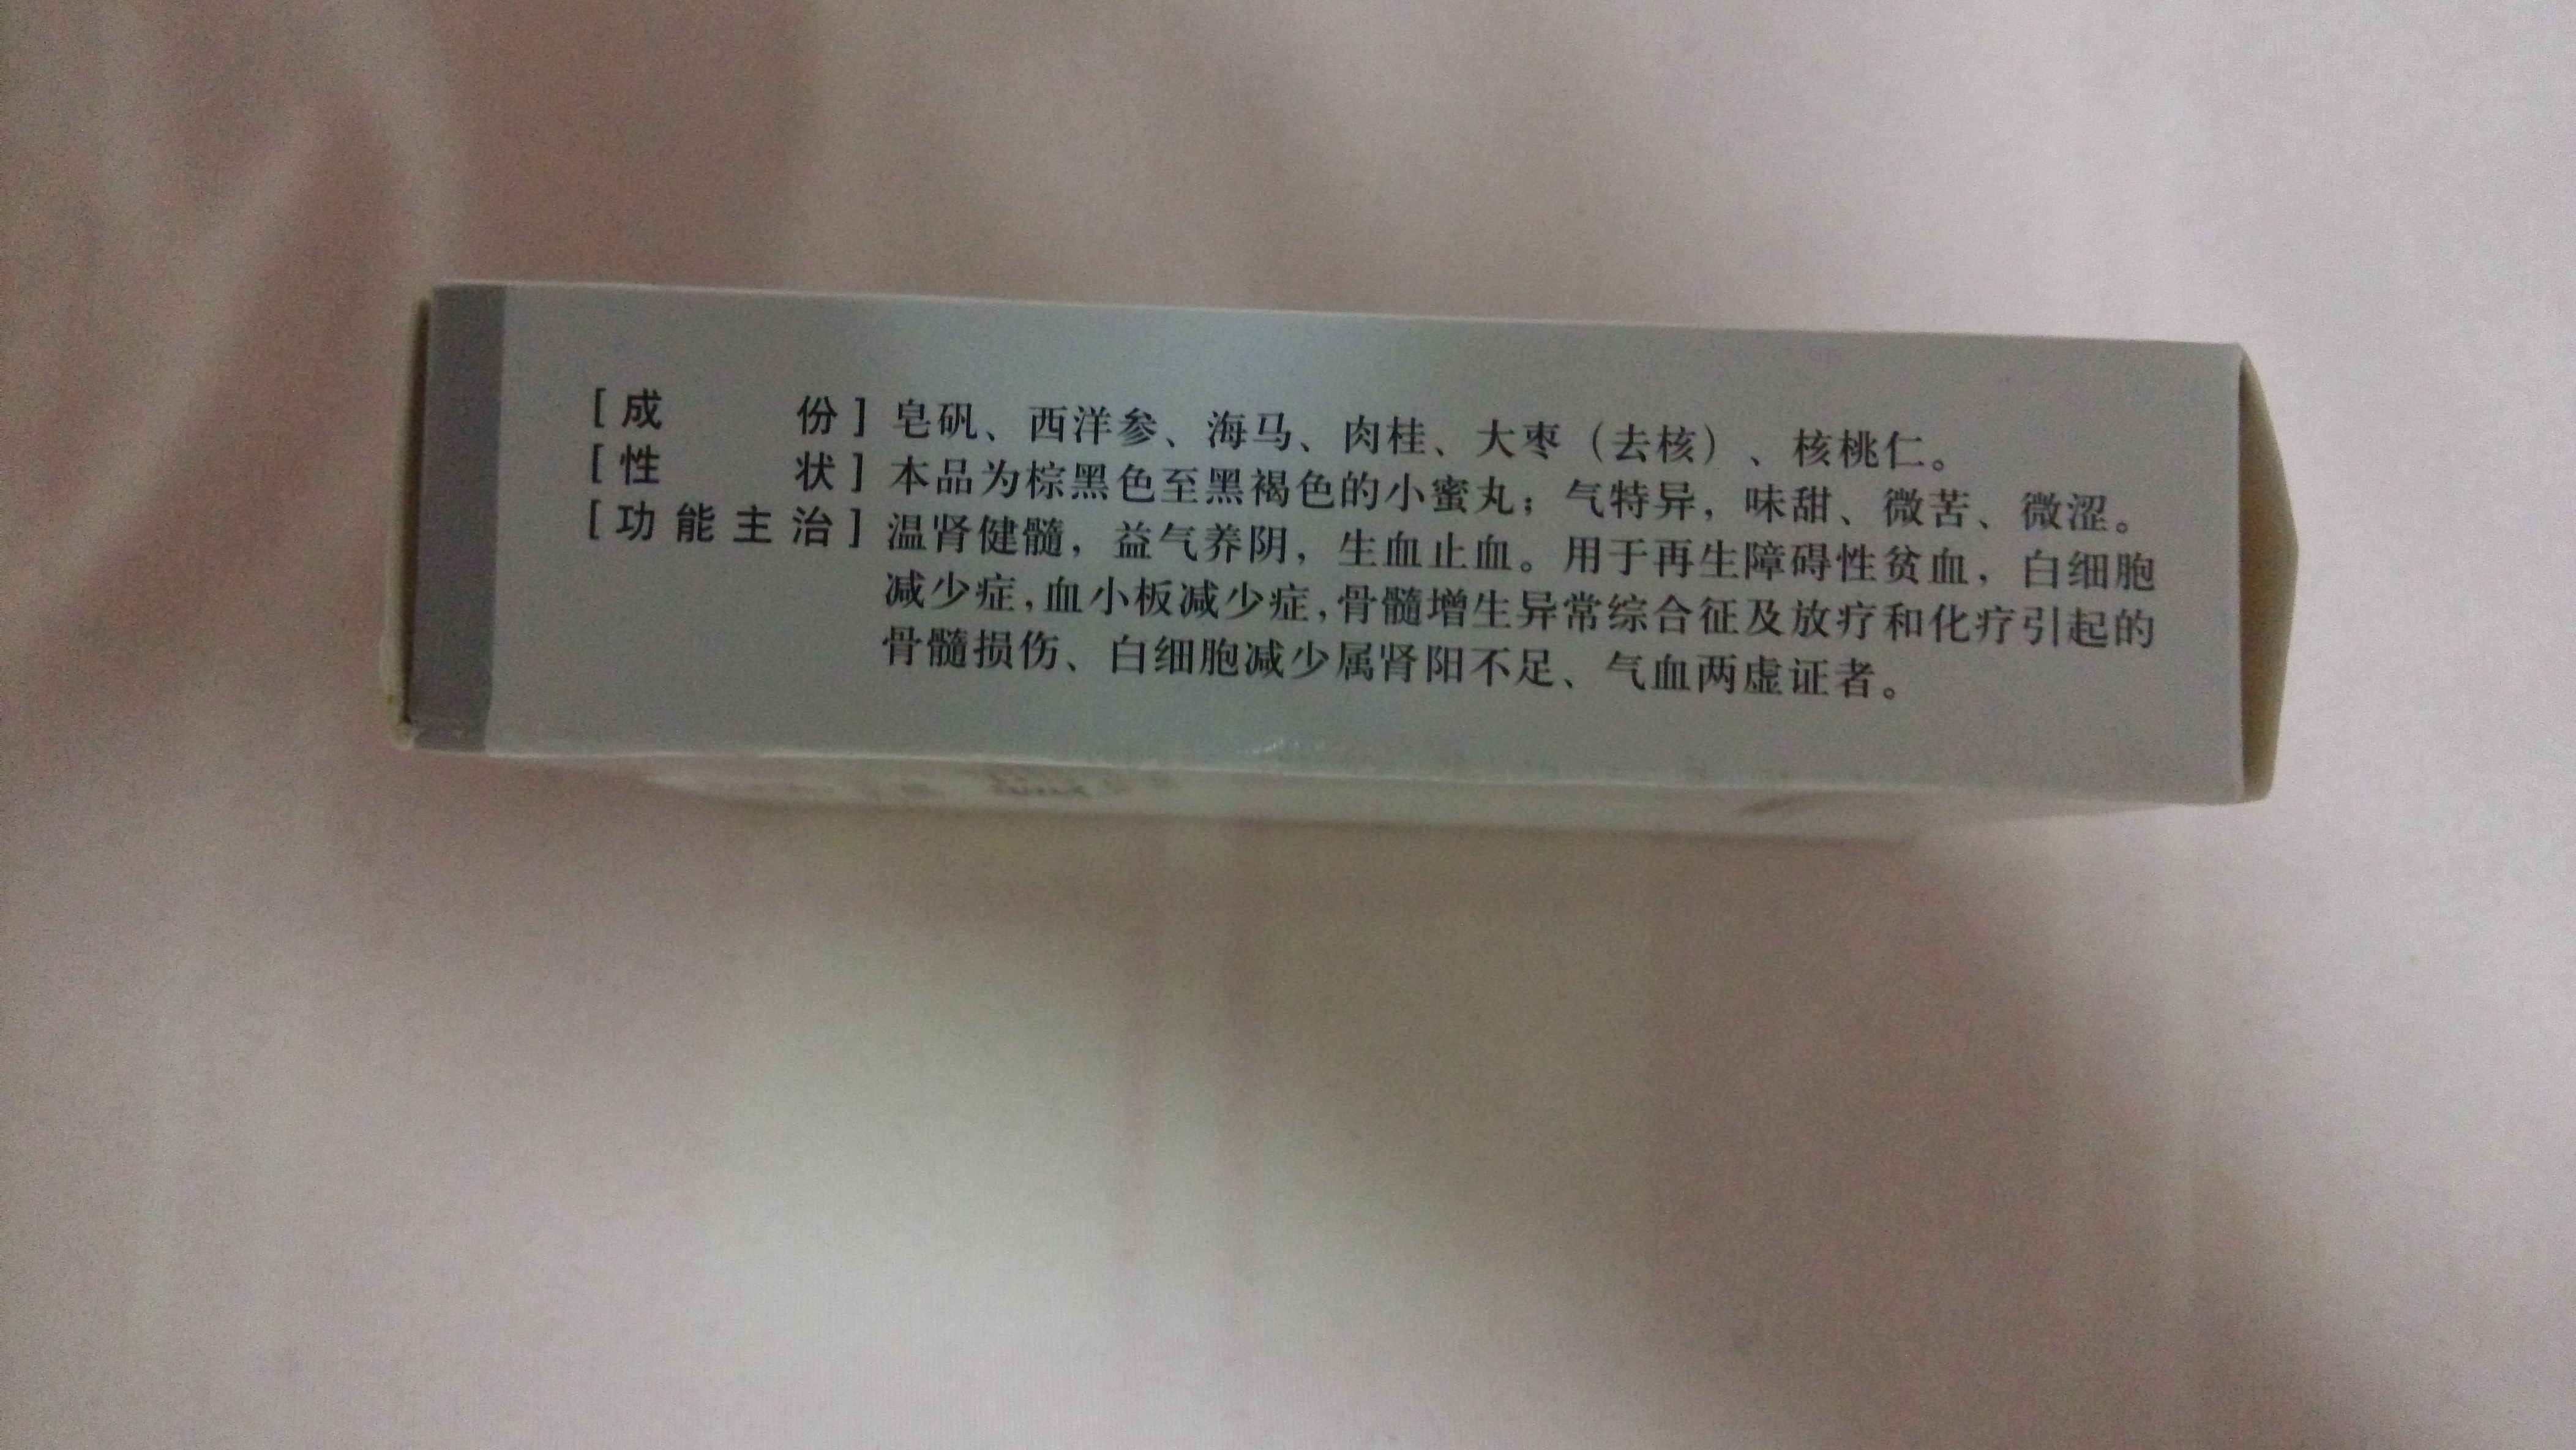 [成份] 皂矾、西洋参、海马、肉桂、大枣（去核）、核桃仁。
[性状] 本品为棕黑色至黑褐色的小蜜丸；气特异，味甜、微苦、微涩。
[功能主治] 温肾健髓，益气养阴，生血止血。用于再生障碍性贫血，白细胞
减少症,血小板减少症,骨髓增生异常综合征及放疗和化疗引起的
骨髓损伤、白细胞减少属肾阳不足、气血两虚证者。